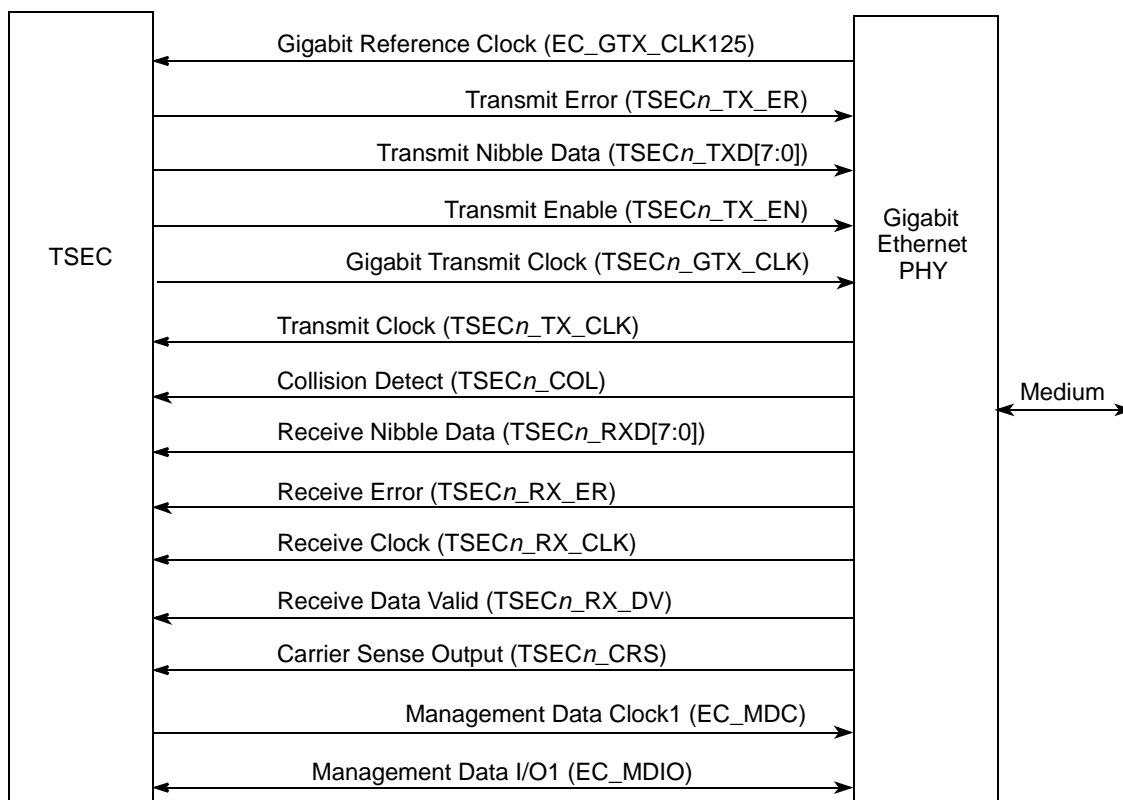 Gigabit Reference Clock (EC_GTX_CLK125)
Transmit Error (TSECn_TX_ER)
Transmit Nibble Data (TSECn_TXD[7:0])
Transmit Enable (TSECn_TX_EN)
Gigabit
Ethernet
PHY
TSEC
Gigabit Transmit Clock (TSECn_GTX_CLK)
Transmit Clock (TSECn_TX_CLK)
Collision Detect (TSECn_COL)
Medium
Receive Nibble Data (TSECn_RXD[7:0])
Receive Error (TSECn_RX_ER)
Receive Clock (TSECn_RX_CLK)
Receive Data Valid (TSECn_RX_DV)
Carrier Sense Output (TSECn_CRS)
Management Data Clock1 (EC_MDC)
Management Data I/O1 (EC_MDIO)